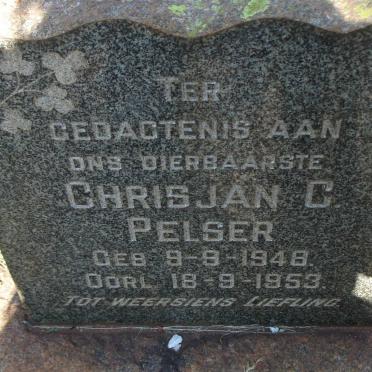 TER
GEDAGTENIS AAN
ONS DIERBAARSTE
CHRISJAN C.
PELSER
GEB 9-9-1948.
OORL 18-9-1953.
TOT WEERSIENS LIEFLING.